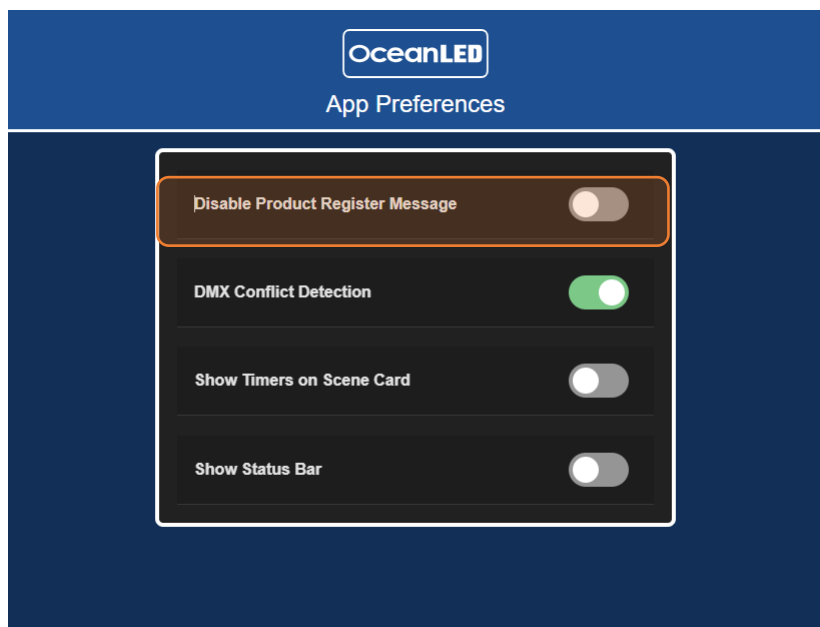 OceanLED
App Preferences
Disable Product Register Message
DMX Conflict Detection
Show Timers on Scene Card
Show Status Bar